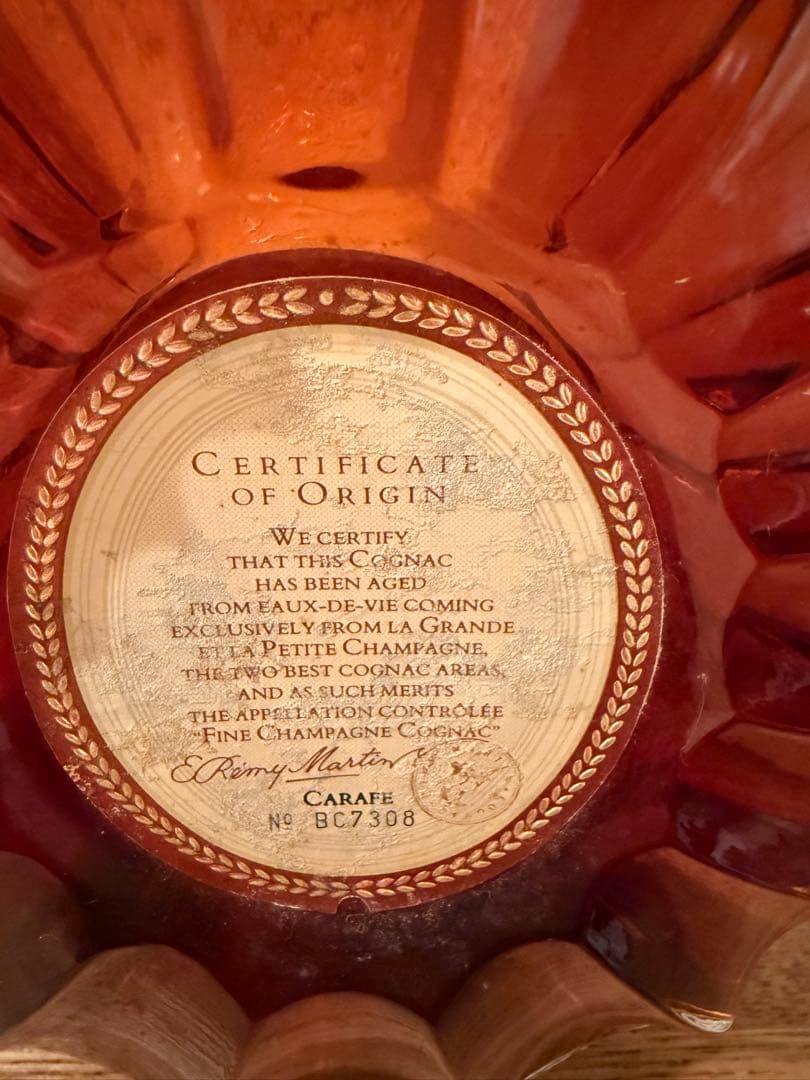 CERTIFICATE
OF ORIGIN
WE CERTIFY
THAT THIS COGNAC
HAS BEEN AGED
FROM EAUX-DE-VIE COMING
EXCLUSIVELY FROM LA GRANDE
ET LA PETITE CHAMPAGNE,
THE TWO BEST COGNAC AREAS,
AND AS SUCH MERITS
THE APPELLATION CONTRÔLÉE
"FINE CHAMPAGNE COGNAC"
E. Rémy Martin
CARAFE
Nº BC7308